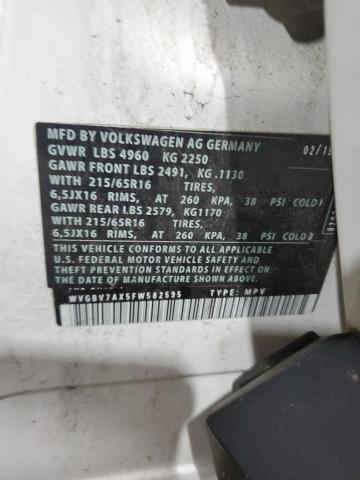 MFD BY VOLKSWAGEN AG GERMANY 02/15
GVWR LBS 4960 KG 2250
GAWR FRONT LBS 2491, KG .1130
WITH 215/65R16 TIRES,
6,5JX16 RIMS, AT 260 KPA, 38 PSI COLD
GAWR REAR LBS 2579, KG1170
WITH 215/65R16 TIRES,
6,5JX16 RIMS, AT 260 KPA, 38 PSI COLD
THIS VEHICLE CONFORMS TO ALL APPLICABLE
U.S. FEDERAL MOTOR VEHICLE SAFETY AND
THEFT PREVENTION STANDARDS IN EFFECT ON
THE DATE OF MANUFACTURE SHOWN ABOVE
WVGBV7AX5FW582595 TYPE: MPV